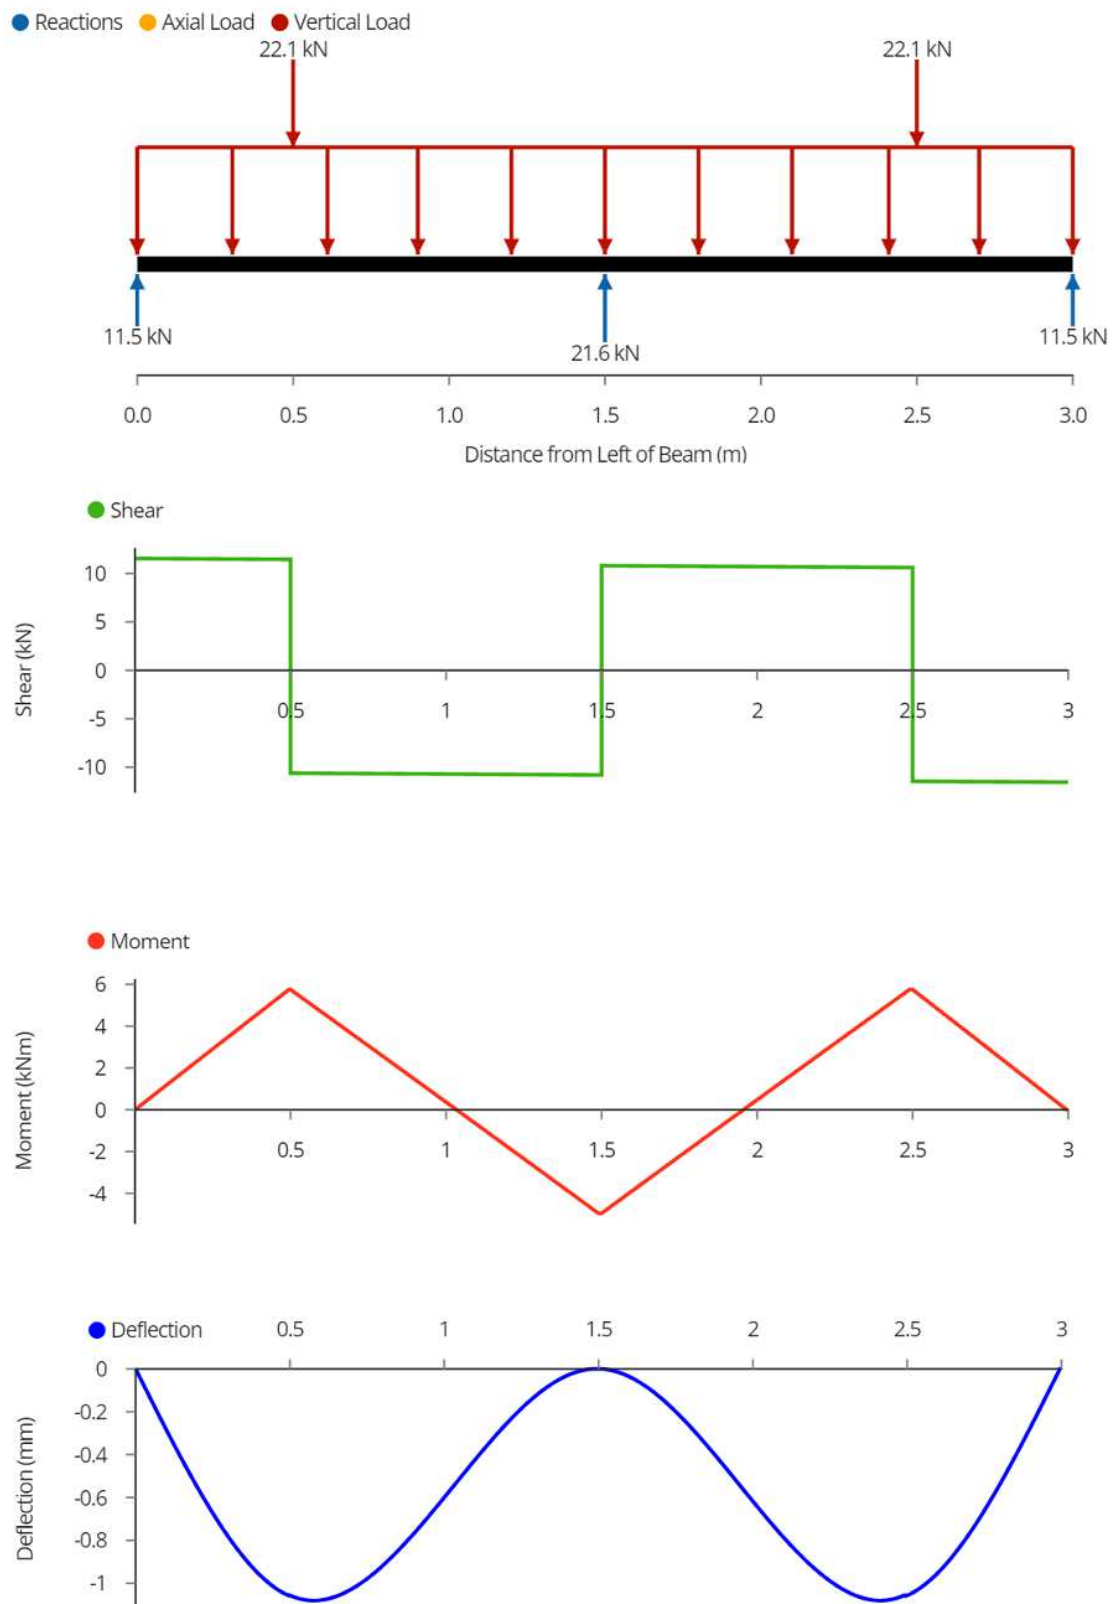 Reactions Axial Load Vertical Load
22.1 kN 22.1 kN
11.5 kN 21.6 kN 11.5 kN
0.0 0.5 1.0 1.5 2.0 2.5 3.0
Distance from Left of Beam (m)
Shear
Shear (kN)
10
5
0
-5
-10
0.5 1 1.5 2 2.5 3
Moment
Moment (kNm)
6
4
2
0
-2
-4
0.5 1 1.5 2 2.5 3
Deflection 0.5 1 1.5 2 2.5 3
Deflection (mm)
0
-0.2
-0.4
-0.6
-0.8
-1